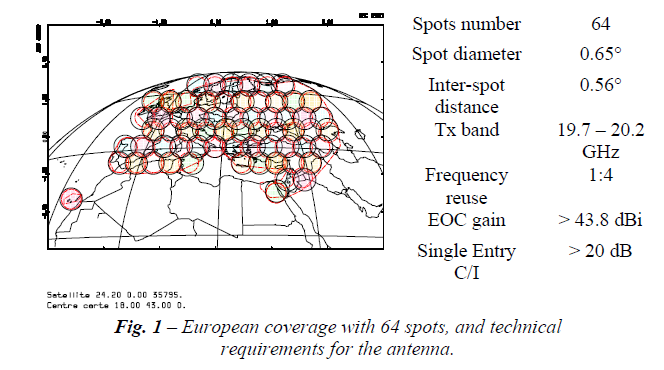 Spots number 64
Spot diameter 0.65°
Inter-spot distance 0.56°
Tx band 19.7 – 20.2 GHz
Frequency reuse 1:4
EOC gain > 43.8 dBi
Single Entry C/I > 20 dB
Satellite 24.20 0.00 35795.
Centre carte 18.00 43.00 0.
Fig. 1 – European coverage with 64 spots, and technical
requirements for the antenna.